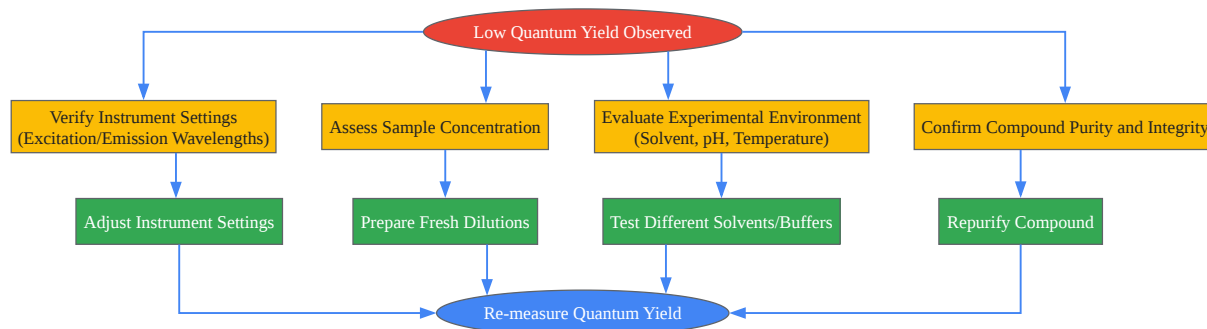 Low Quantum Yield Observed
Verify Instrument Settings
(Excitation/Emission Wavelengths)
Assess Sample Concentration
Evaluate Experimental Environment
(Solvent, pH, Temperature)
Confirm Compound Purity and Integrity
Adjust Instrument Settings
Prepare Fresh Dilutions
Test Different Solvents/Buffers
Repurify Compound
Re-measure Quantum Yield